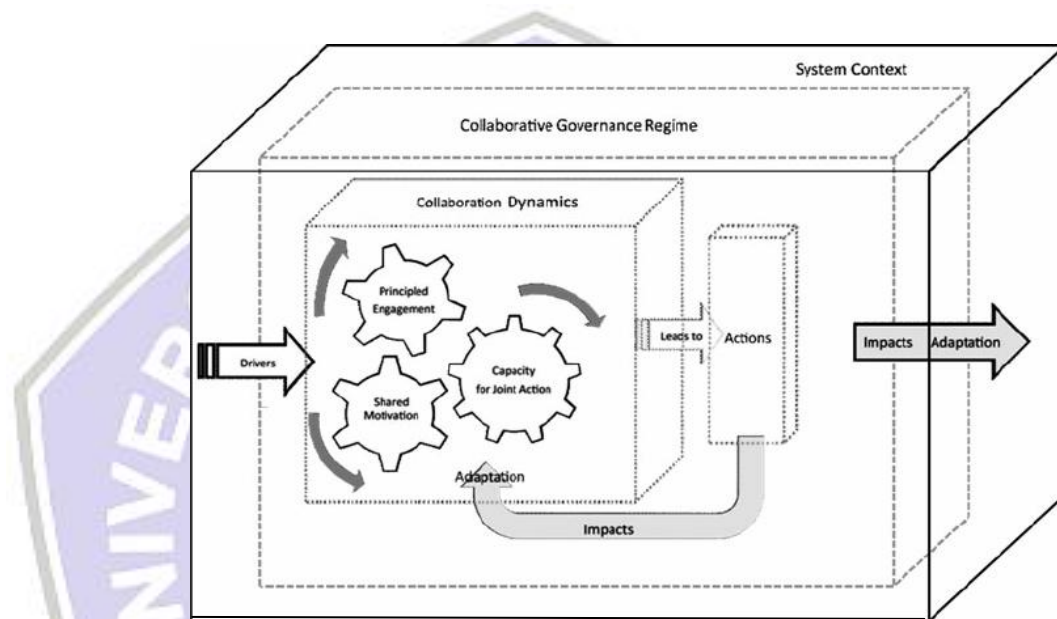 System Context
Collaborative Governance Regime
Collaboration Dynamics
Principled
Engagement
Drivers
Shared
Motivation
Capacity
for Joint Action
Leads to
Actions
Impacts
Adaptation
Adaptation
Impacts